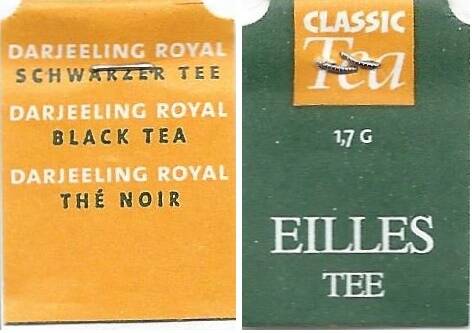 DARJEELING ROYAL
SCHWARZER TEE
DARJEELING ROYAL
BLACK TEA
DARJEELING ROYAL
THÉ NOIR
CLASSIC
Tea
1,7 G
EILLES
TEE